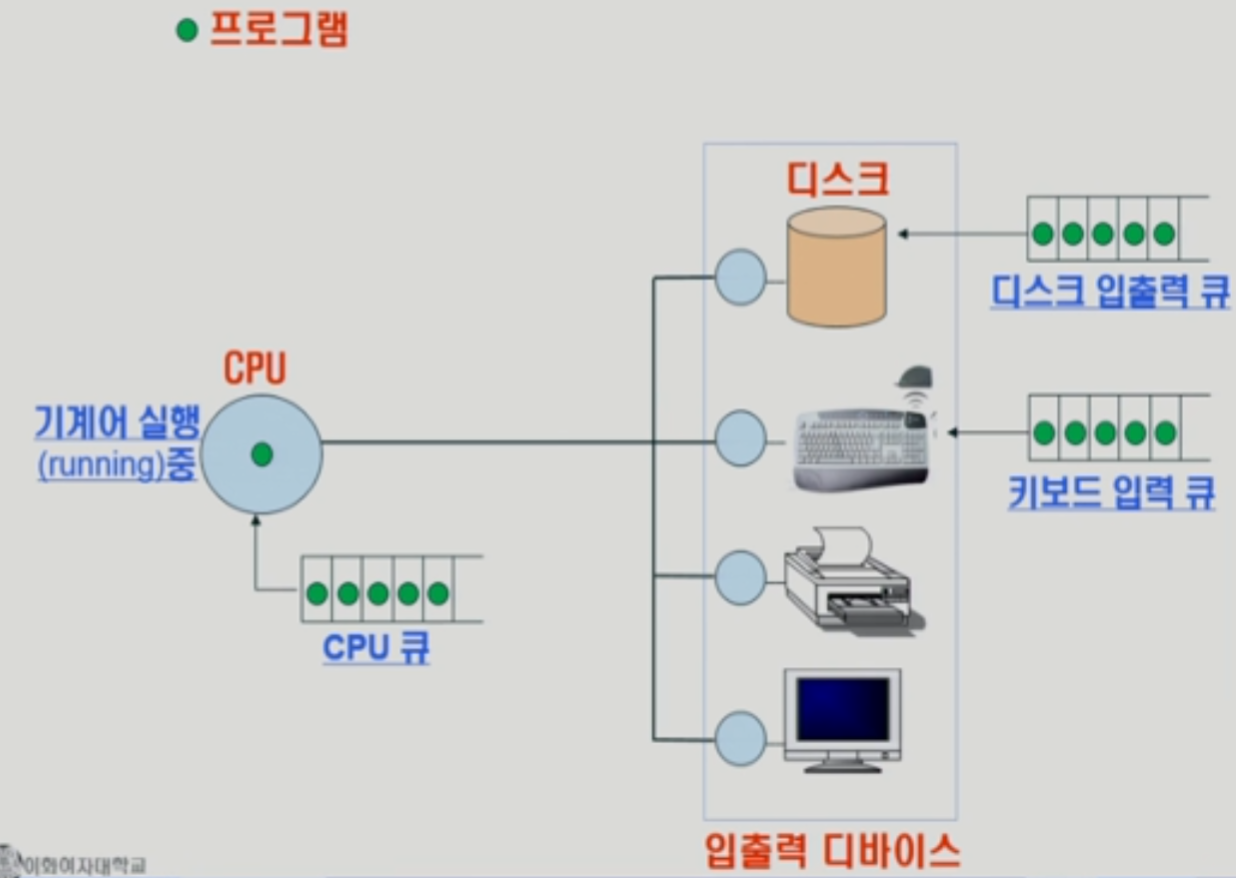 프로그램
디스크
디스크 입출력 큐
CPU
기계어 실행
(running)중
키보드 입력 큐
CPU 큐
입출력 디바이스
이화여자대학교